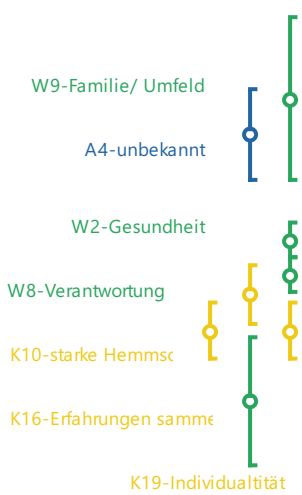 W9-Familie/ Umfeld
A4-unbekannt
W2-Gesundheit
W8-Verantwortung
K10-starke Hemmsc
K16-Erfahrungen samme
K19-Individualtität